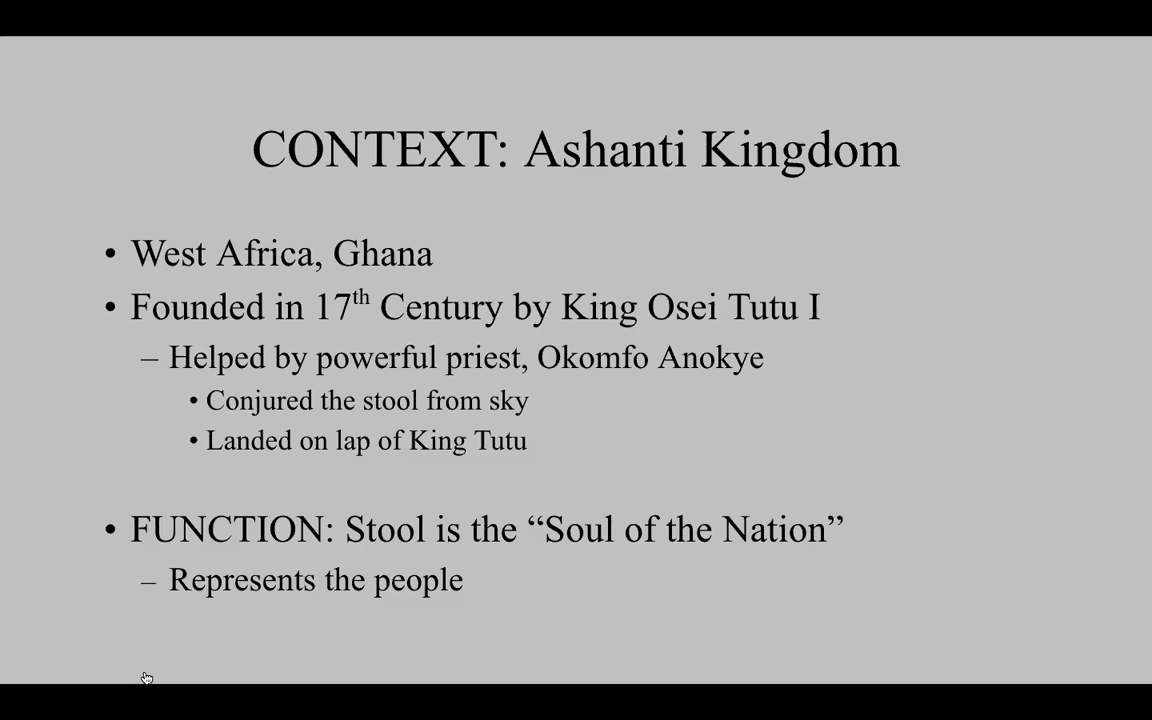 CONTEXT: Ashanti Kingdom
• West Africa, Ghana
• Founded in 17th Century by King Osei Tutu I
– Helped by powerful priest, Okomfo Anokye
• Conjured the stool from sky
• Landed on lap of King Tutu
• FUNCTION: Stool is the “Soul of the Nation”
– Represents the people